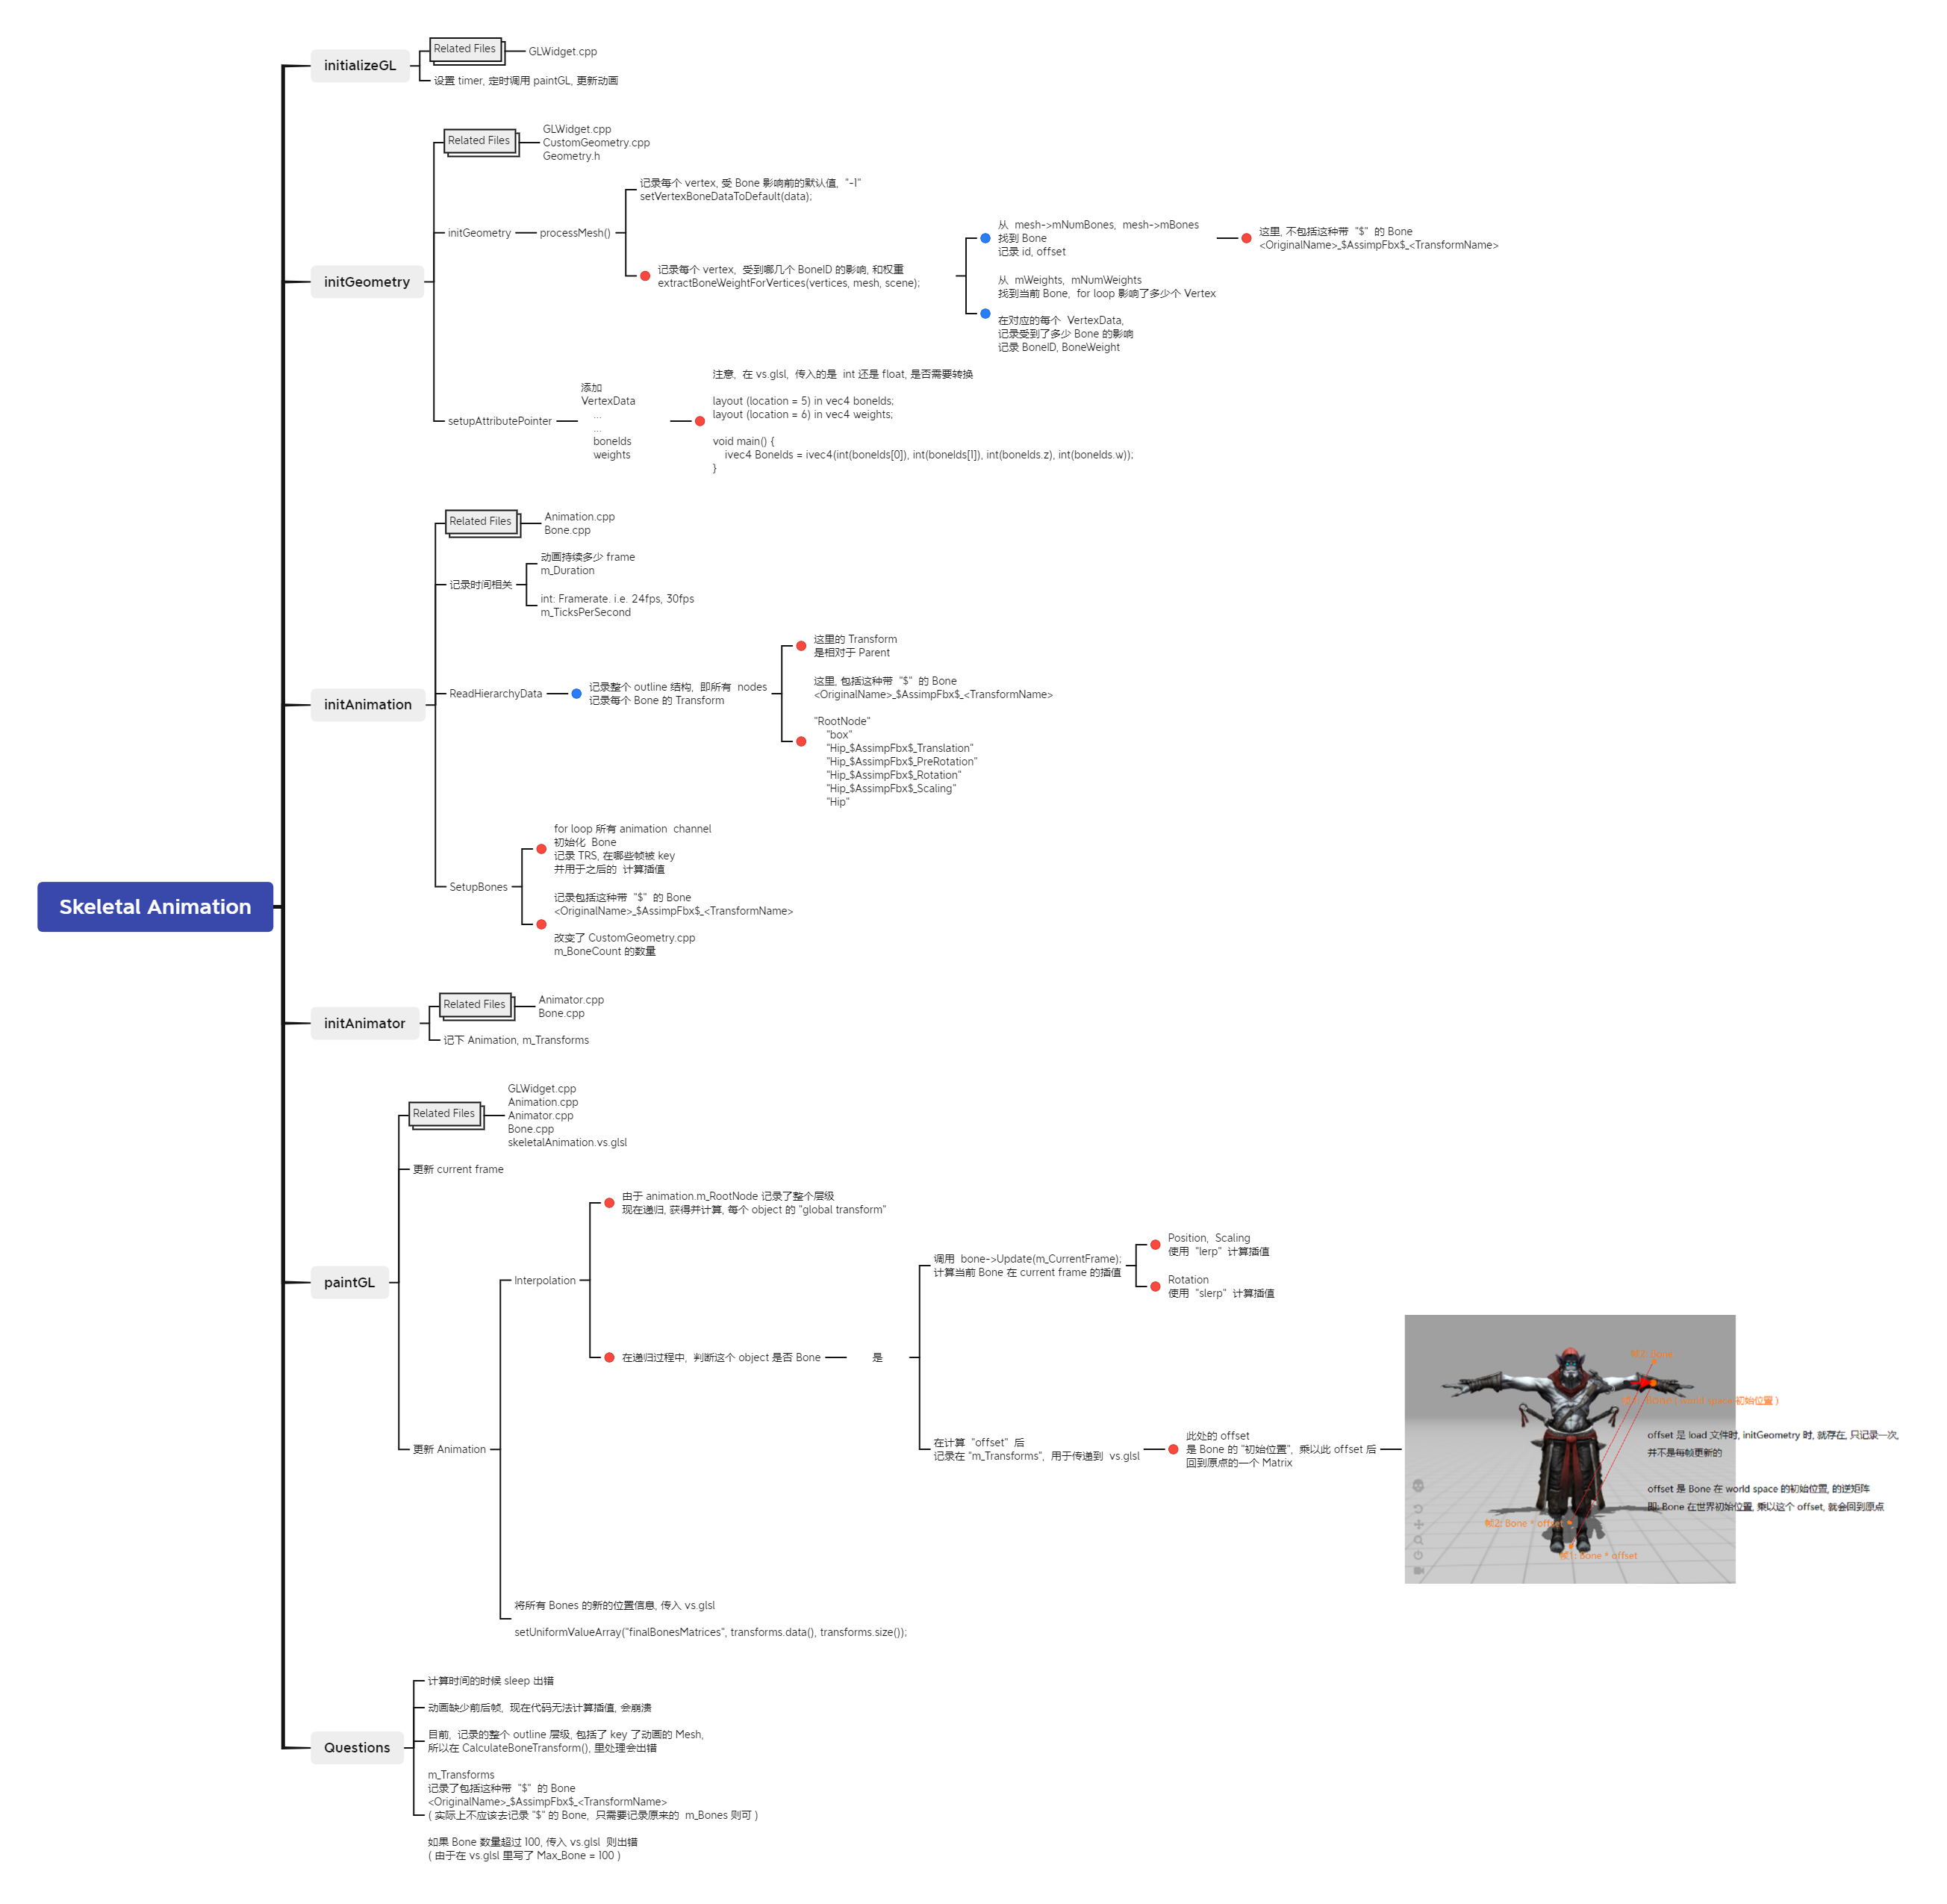 Skeletal Animation
initializeGL
Related Files
GLWidget.cpp
设置 timer, 定时调用 paintGL, 更新动画
initGeometry
Related Files
GLWidget.cpp
CustomGeometry.cpp
Geometry.h
initGeometry
processMesh()
记录每个 vertex, 受 Bone 影响前的默认值, "-1"
setVertexBoneDataToDefault(data);
记录每个 vertex, 受到哪几个 BoneID 的影响, 和权重
extractBoneWeightForVertices(vertices, mesh, scene);
从 mesh->mNumBones, mesh->mBones
找到 Bone
记录 id, offset
这里, 不包括这种带 "$" 的 Bone
<OriginalName>_$AssimpFbx$_<TransformName>
从 mWeights, mNumWeights
找到当前 Bone, for loop 影响了多少个 Vertex
在对应的每个 VertexData,
记录受到了多少 Bone 的影响
记录 BoneID, BoneWeight
setupAttributePointer
添加
VertexData
...
...
boneIds
weights
注意, 在 vs.glsl, 传入的是 int 还是 float, 是否需要转换
layout (location = 5) in vec4 boneIds;
layout (location = 6) in vec4 weights;
void main() {
ivec4 BoneIds = ivec4(int(boneIds[0]), int(boneIds[1]), int(boneIds.z), int(boneIds.w));
}
initAnimation
Related Files
Animation.cpp
Bone.cpp
记录时间相关
动画持续多少 frame
m_Duration
int: Framerate. i.e. 24fps, 30fps
m_TicksPerSecond
ReadHierarchyData
记录整个 outline 结构, 即所有 nodes
记录每个 Bone 的 Transform
这里的 Transform
是相对于 Parent
这里, 包括这种带 "$" 的 Bone
<OriginalName>_$AssimpFbx$_<TransformName>
"RootNode"
"box"
"Hip_$AssimpFbx$_Translation"
"Hip_$AssimpFbx$_PreRotation"
"Hip_$AssimpFbx$_Rotation"
"Hip_$AssimpFbx$_Scaling"
"Hip"
SetupBones
for loop 所有 animation channel
初始化 Bone
记录 TRS, 在哪些帧被 key
并用于之后的 计算插值
记录包括这种带 "$" 的 Bone
<OriginalName>_$AssimpFbx$_<TransformName>
改变了 CustomGeometry.cpp
m_BoneCount 的数量
initAnimator
Related Files
Animator.cpp
Bone.cpp
记下 Animation, m_Transforms
paintGL
Related Files
GLWidget.cpp
Animation.cpp
Animator.cpp
Bone.cpp
skeletalAnimation.vs.glsl
更新 current frame
更新 Animation
Interpolation
由于 animation.m_RootNode 记录了整个层级
现在递归, 获得并计算, 每个 object 的 "global transform"
在递归过程中, 判断这个 object 是否 Bone
是
调用 bone->Update(m_CurrentFrame);
计算当前 Bone 在 current frame 的插值
Position, Scaling
使用 "lerp" 计算插值
Rotation
使用 "slerp" 计算插值
在计算 "offset" 后
记录在 "m_Transforms", 用于传递到 vs.glsl
此处的 offset
是 Bone 的 "初始位置", 乘以此 offset 后
回到原点的一个 Matrix
帧2: Bone
Bone ( world space 初始位置 )
offset 是 load 文件时, initGeometry 时, 就存在, 只记录一次,
并不是每帧更新的
offset 是 Bone 在 world space 的初始位置, 的逆矩阵
即: Bone 在世界初始位置, 乘以这个 offset, 就会回到原点
帧2: Bone * offset
帧1: Bone * offset
将所有 Bones 的新的位置信息, 传入 vs.glsl
setUniformValueArray("finalBonesMatrices", transforms.data(), transforms.size());
Questions
计算时间的时候 sleep 出错
动画缺少前后帧, 现在代码无法计算插值, 会崩溃
目前, 记录的整个 outline 层级, 包括了 key 了动画的 Mesh,
所以在 CalculateBoneTransform(), 里处理会出错
m_Transforms
记录了包括这种带 "$" 的 Bone
<OriginalName>_$AssimpFbx$_<TransformName>
( 实际上不应该去记录 "$" 的 Bone, 只需要记录原来的 m_Bones 则可 )
如果 Bone 数量超过 100, 传入 vs.glsl 则出错
( 由于在 vs.glsl 里写了 Max_Bone = 100 )